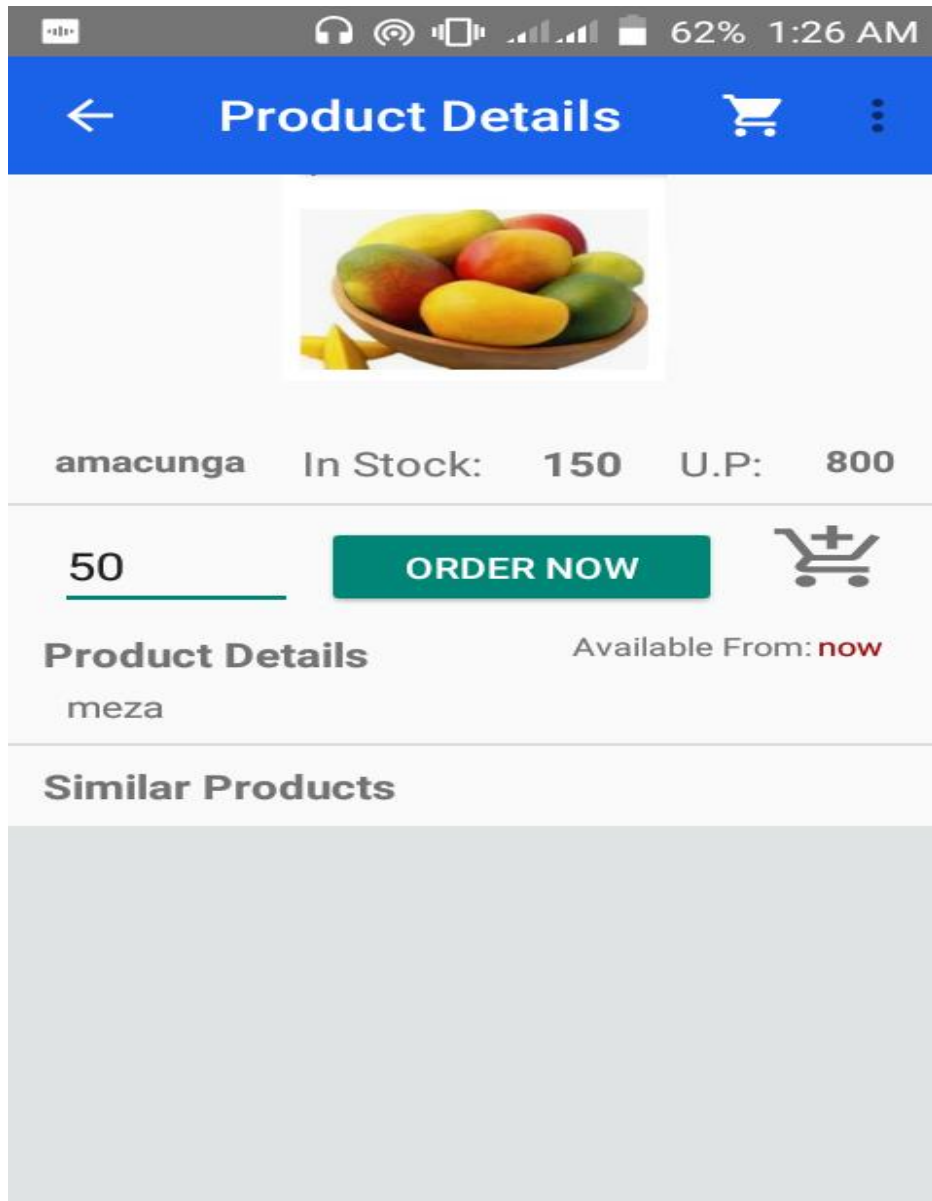 62% 1:26 AM
Product Details
amacunga In Stock: 150 U.P: 800
50 ORDER NOW
Product Details Available From: now
meza
Similar Products